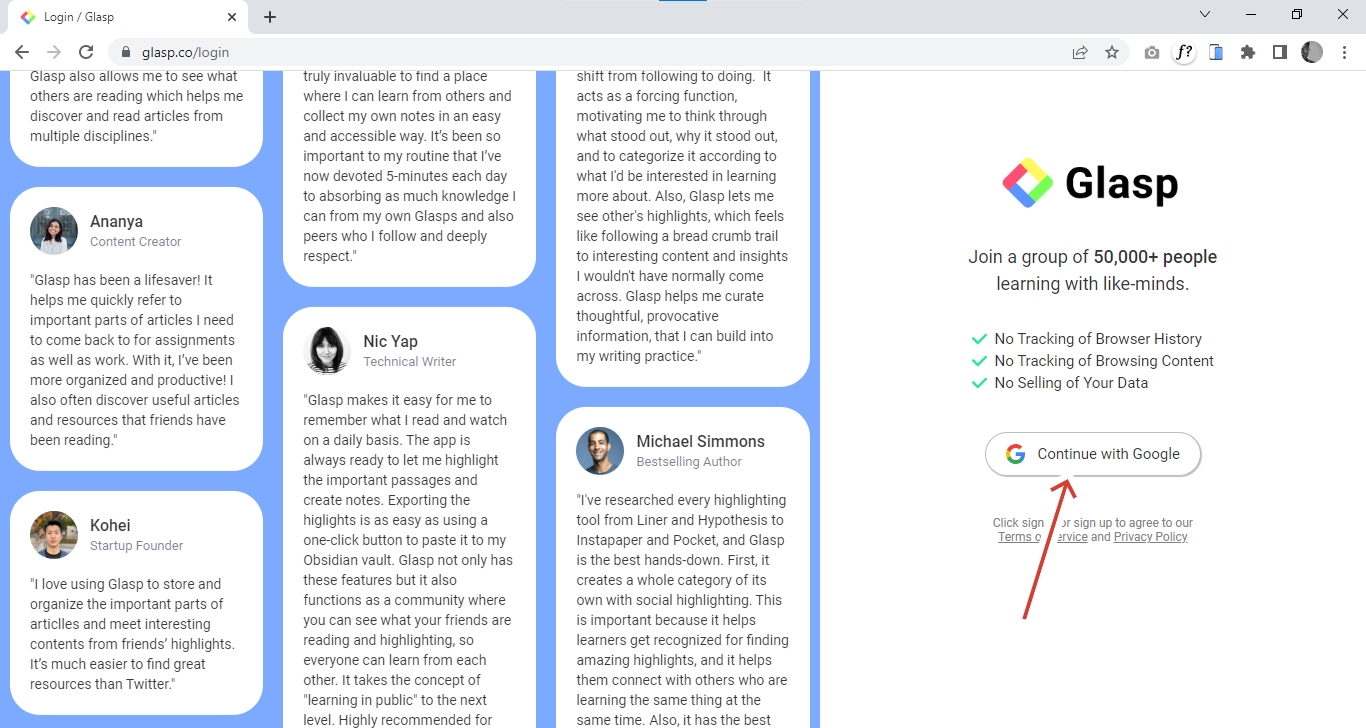 Login / Glasp
glasp.co/login
f?
Glasp also allows me to see what
others are reading which helps me
discover and read articles from
multiple disciplines."
Ananya
Content Creator
"Glasp has been a lifesaver! It
helps me quickly refer to
important parts of articles I need
to come back to for assignments
as well as work. With it, I've been
more organized and productive! I
also often discover useful articles
and resources that friends have
been reading."
Kohei
Startup Founder
"I love using Glasp to store and
organize the important parts of
articlles and meet interesting
contents from friends' highlights.
It's much easier to find great
resources than Twitter."
truly invaluable to find a place
where I can learn from others and
collect my own notes in an easy
and accessible way. It's been so
important to my routine that I've
now devoted 5-minutes each day
to absorbing as much knowledge I
can from my own Glasps and also
peers who I follow and deeply
respect."
Nic Yap
Technical Writer
"Glasp makes it easy for me to
remember what I read and watch
on a daily basis. The app is
always ready to let me highlight
the important passages and
create notes. Exporting the
higlights is as easy as using a
one-click button to paste it to my
Obsidian vault. Glasp not only has
these features but it also
functions as a community where
you can see what your friends are
reading and highlighting, so
everyone can learn from each
other. It takes the concept of
"learning in public" to the next
level. Highly recommended for
shift from following to doing. It
acts as a forcing function,
motivating me to think through
what stood out, why it stood out,
and to categorize it according to
what I'd be interested in learning
more about. Also, Glasp lets me
see other's highlights, which feels
like following a bread crumb trail
to interesting content and insights
I wouldn't have normally come
across. Glasp helps me curate
thoughtful, provocative
information, that I can build into
my writing practice."
Michael Simmons
Bestselling Author
"I've researched every highlighting
tool from Liner and Hypothesis to
Instapaper and Pocket, and Glasp
is the best hands-down. First, it
creates a whole category of its
own with social highlighting. This
is important because it helps
learners get recognized for finding
amazing highlights, and it helps
them connect with others who are
learning the same thing at the
same time. Also, it has the best
Glasp
Join a group of 50,000+ people
learning with like-minds.
No Tracking of Browser History
No Tracking of Browsing Content
No Selling of Your Data
Continue with Google
Click sign or sign up to agree to our
Terms of Service and Privacy Policy